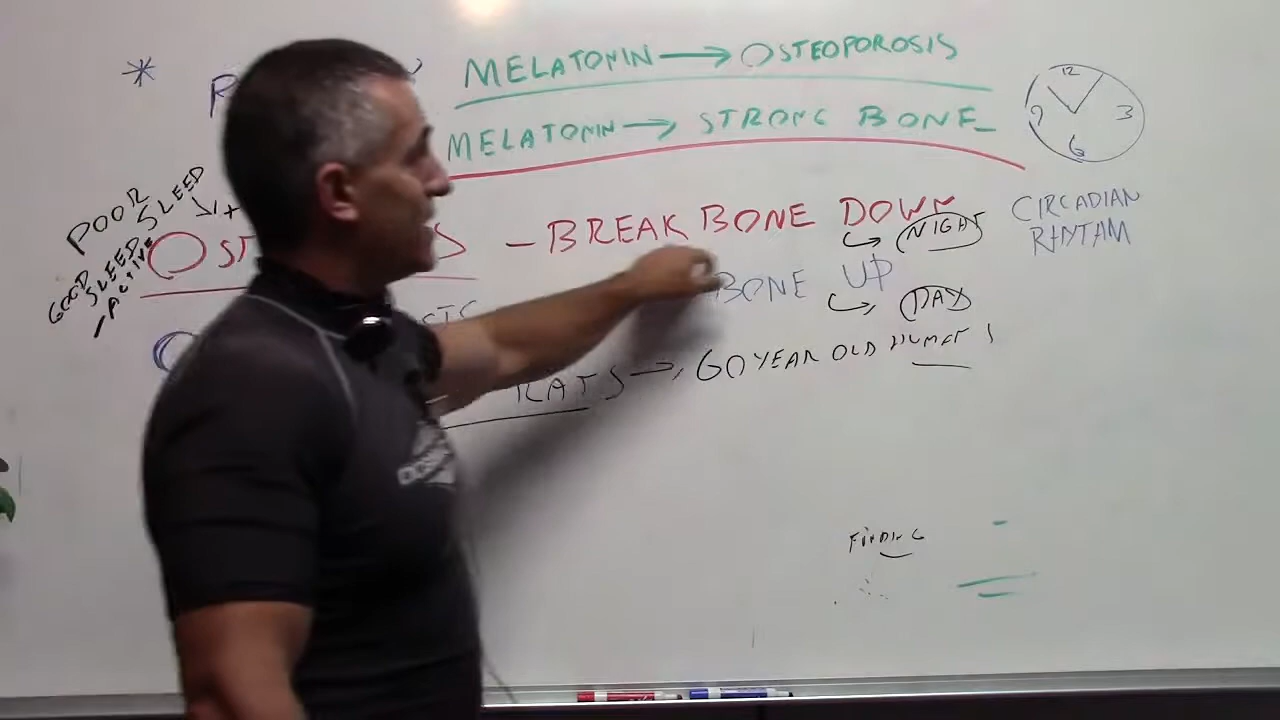 MELATONIN → OSTEOPOROSIS
MELATONIN → STRONG BONE
12
3
6
9
POOR SLEEP
GOOD SLEEP
- ACTIVE
- BREAK BONE DOWN
NIGHT
BONE UP
DAY
CIRCADIAN
RHYTHM
RATS → 60 YEAR OLD HUMANS
FINDING